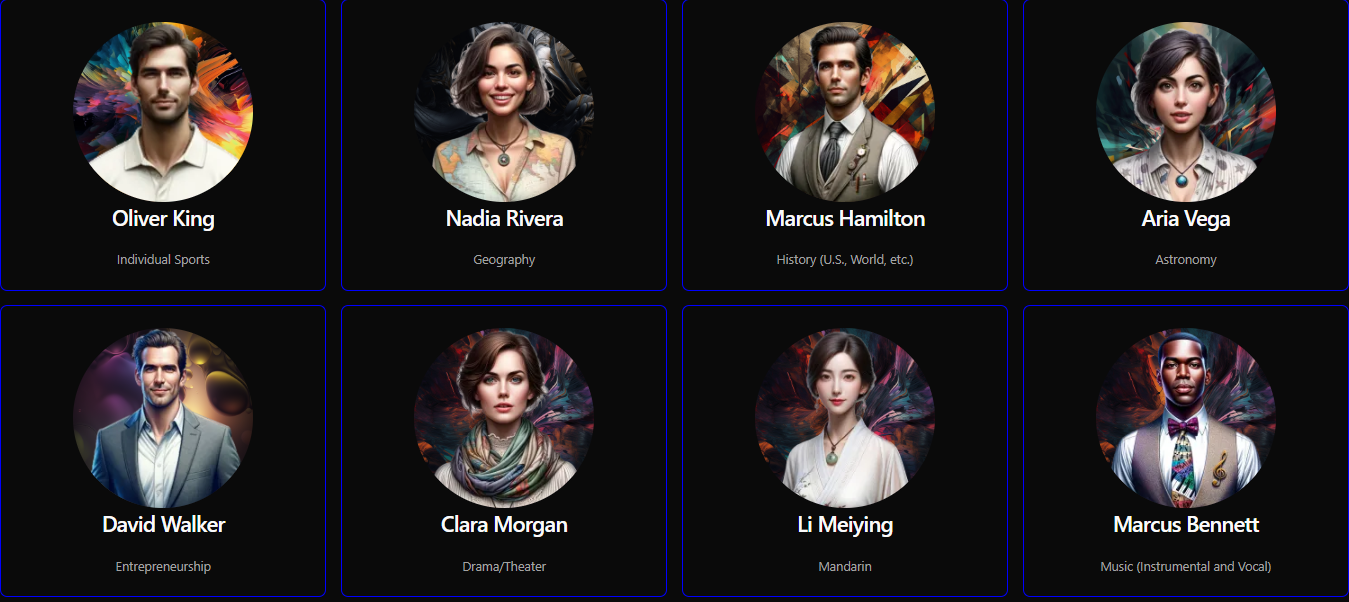 Oliver King
Individual Sports
Nadia Rivera
Geography
Marcus Hamilton
History (U.S., World, etc.)
Aria Vega
Astronomy
David Walker
Entrepreneurship
Clara Morgan
Drama/Theater
Li Meiying
Mandarin
Marcus Bennett
Music (Instrumental and Vocal)